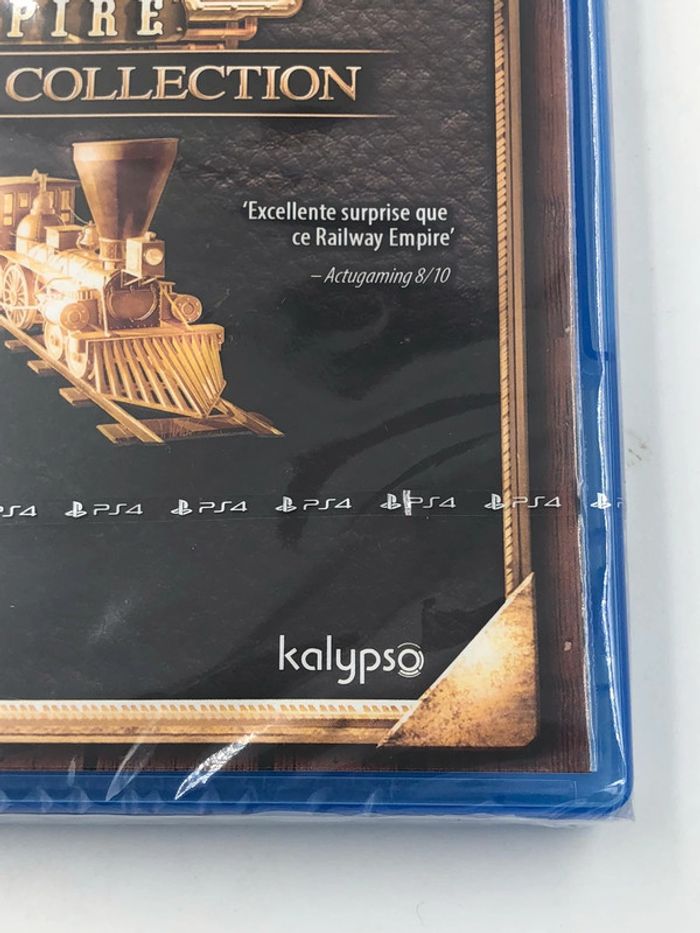 PIRE
COLLECTION
‘Excellente surprise que
ce Railway Empire’
– Actugaming 8/10
PS4 PS4 PS4 PS4 PS4 PS4
kalypso